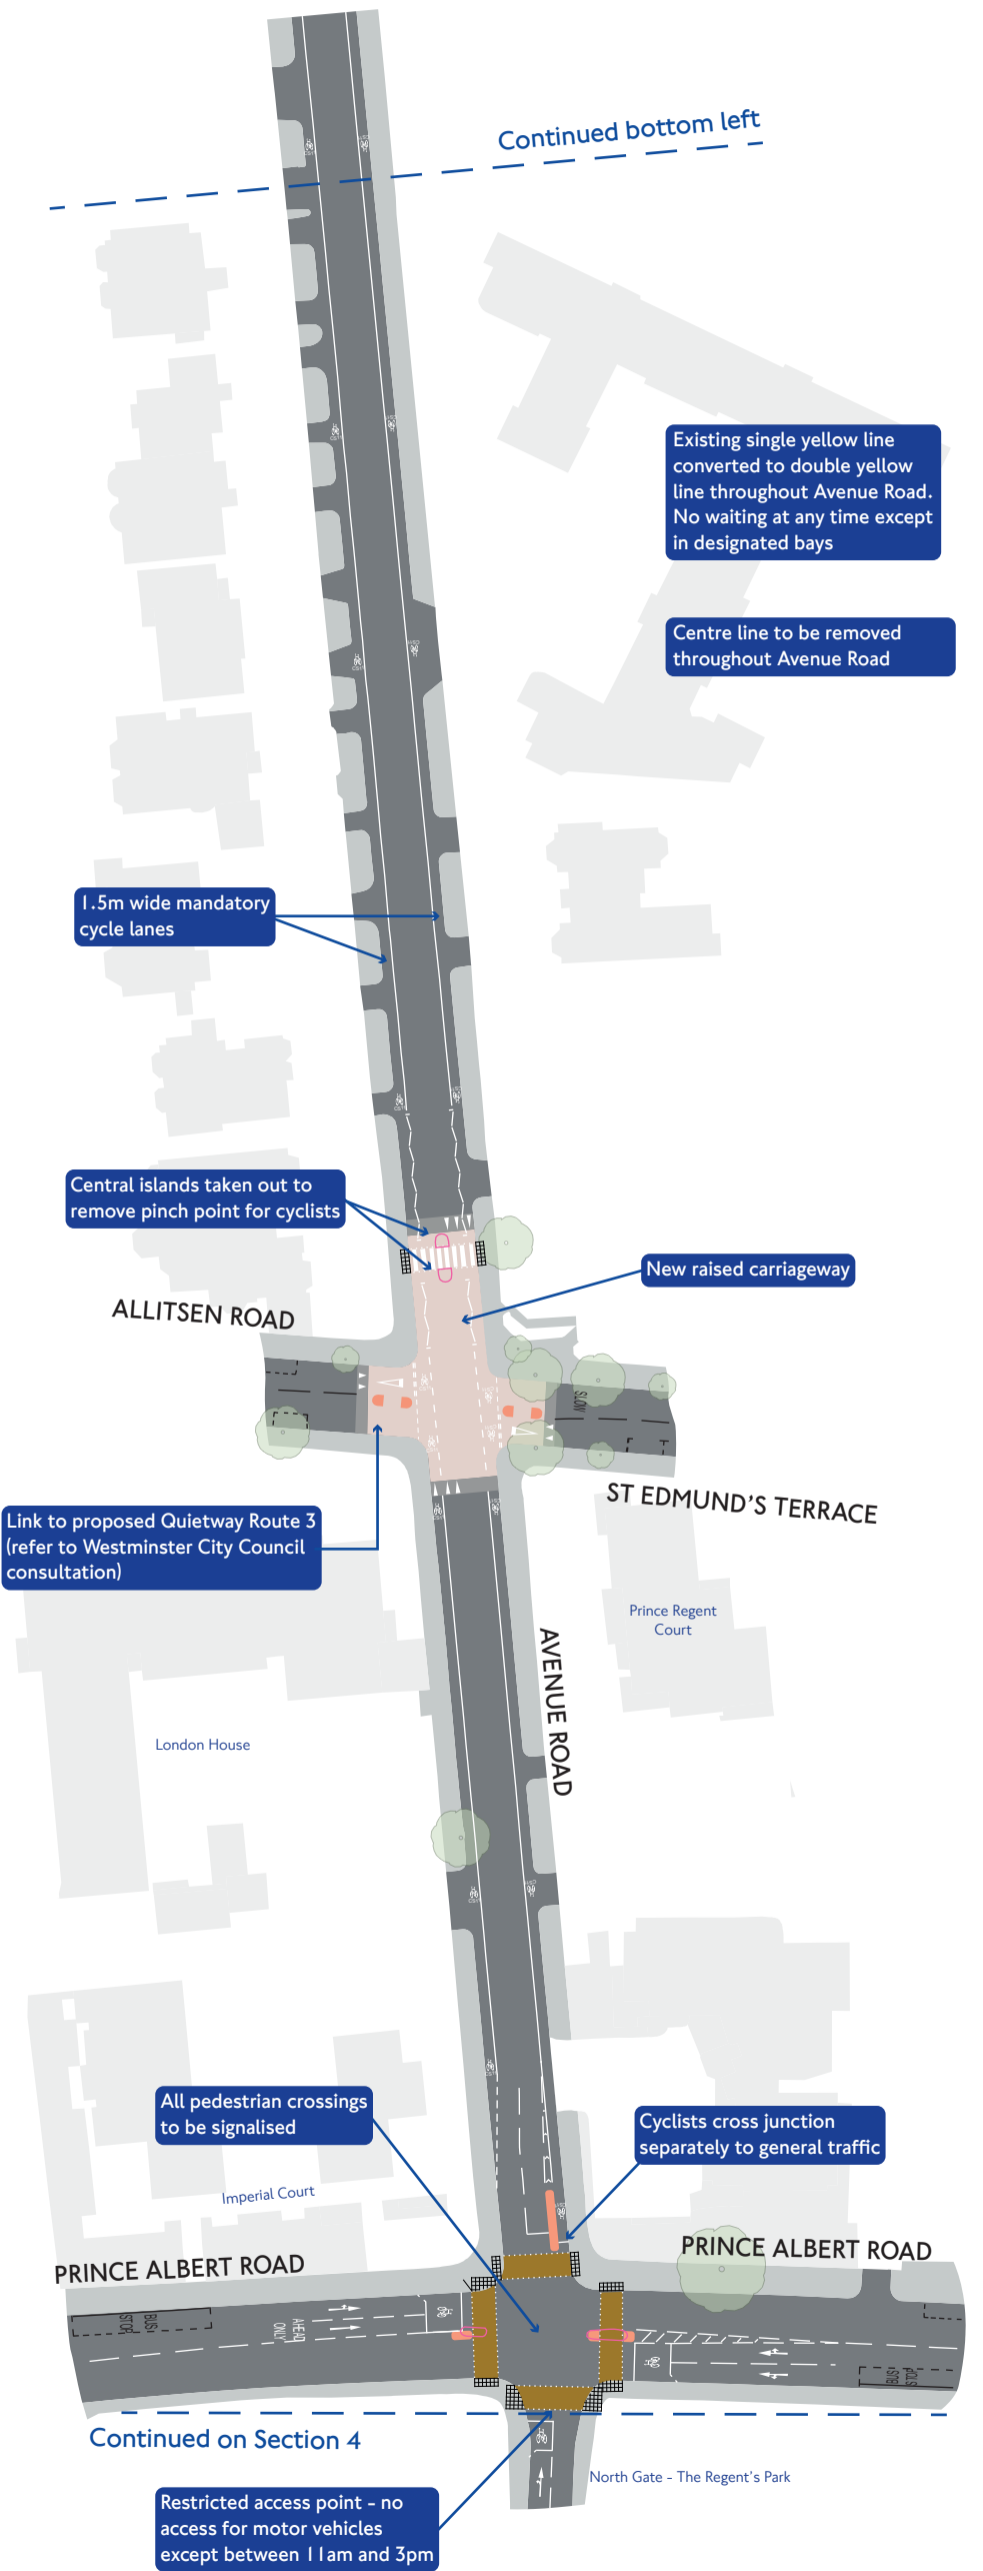 Continued bottom left
Existing single yellow line
converted to double yellow
line throughout Avenue Road.
No waiting at any time except
in designated bays
Centre line to be removed
throughout Avenue Road
1.5m wide mandatory
cycle lanes
Central islands taken out to
remove pinch point for cyclists
New raised carriageway
ALLITSEN ROAD
SLOW
ST EDMUND'S TERRACE
Link to proposed Quietway Route 3
(refer to Westminster City Council
consultation)
Prince Regent
Court
AVENUE ROAD
London House
All pedestrian crossings
to be signalised
Cyclists cross junction
separately to general traffic
Imperial Court
PRINCE ALBERT ROAD
PRINCE ALBERT ROAD
BUS
STOP
AHEAD
ONLY
BUS
STOP
Continued on Section 4
North Gate - The Regent's Park
Restricted access point - no
access for motor vehicles
except between 11am and 3pm